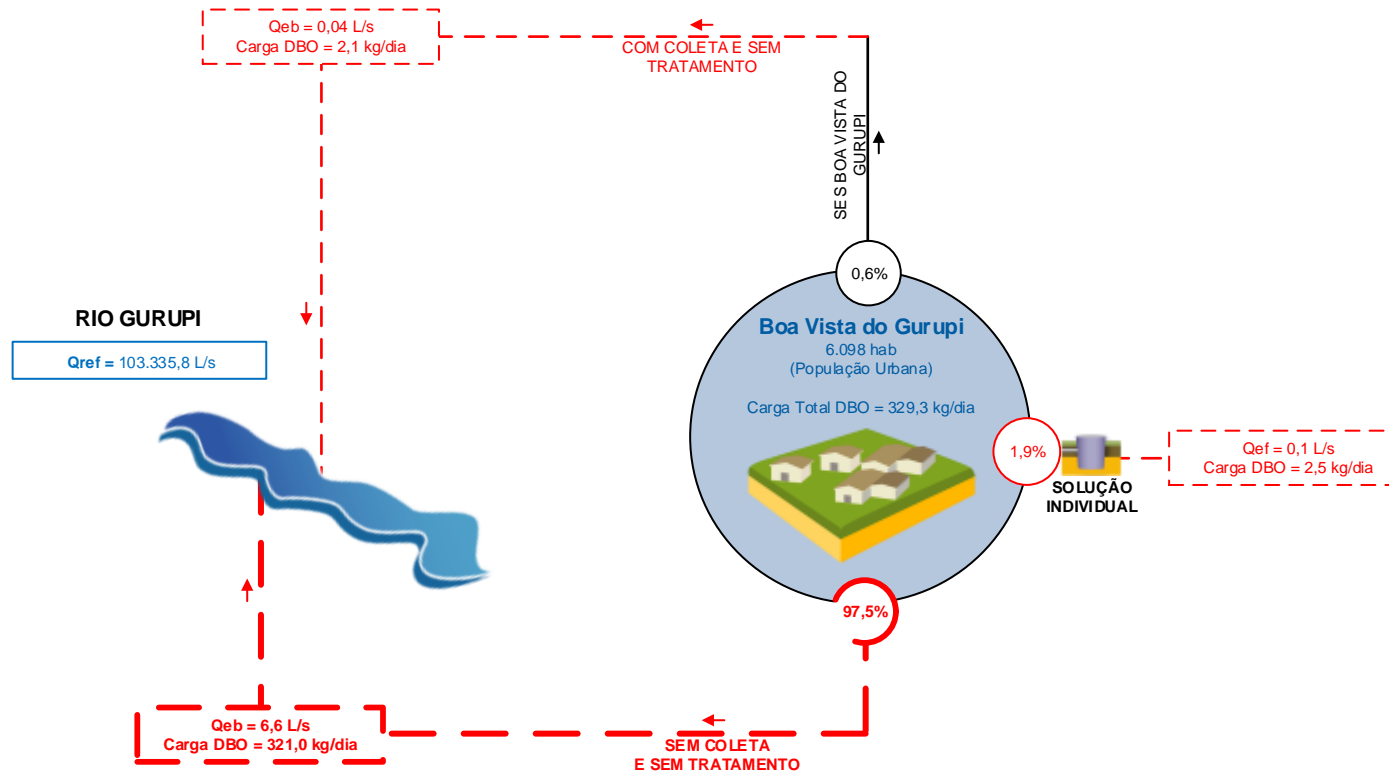 Qeb = 0,04 L/s
Carga DBO = 2,1 kg/dia
COM COLETA E SEM
TRATAMENTO
SE S BOA VISTA DO
GURUPI
0,6%
RIO GURUPI
Qref = 103.335,8 L/s
Boa Vista do Gurupi
6.098 hab
(População Urbana)
Carga Total DBO = 329,3 kg/dia
1,9%
SOLUÇÃO
INDIVIDUAL
Qef = 0,1 L/s
Carga DBO = 2,5 kg/dia
97,5%
Qeb = 6,6 L/s
Carga DBO = 321,0 kg/dia
SEM COLETA
E SEM TRATAMENTO